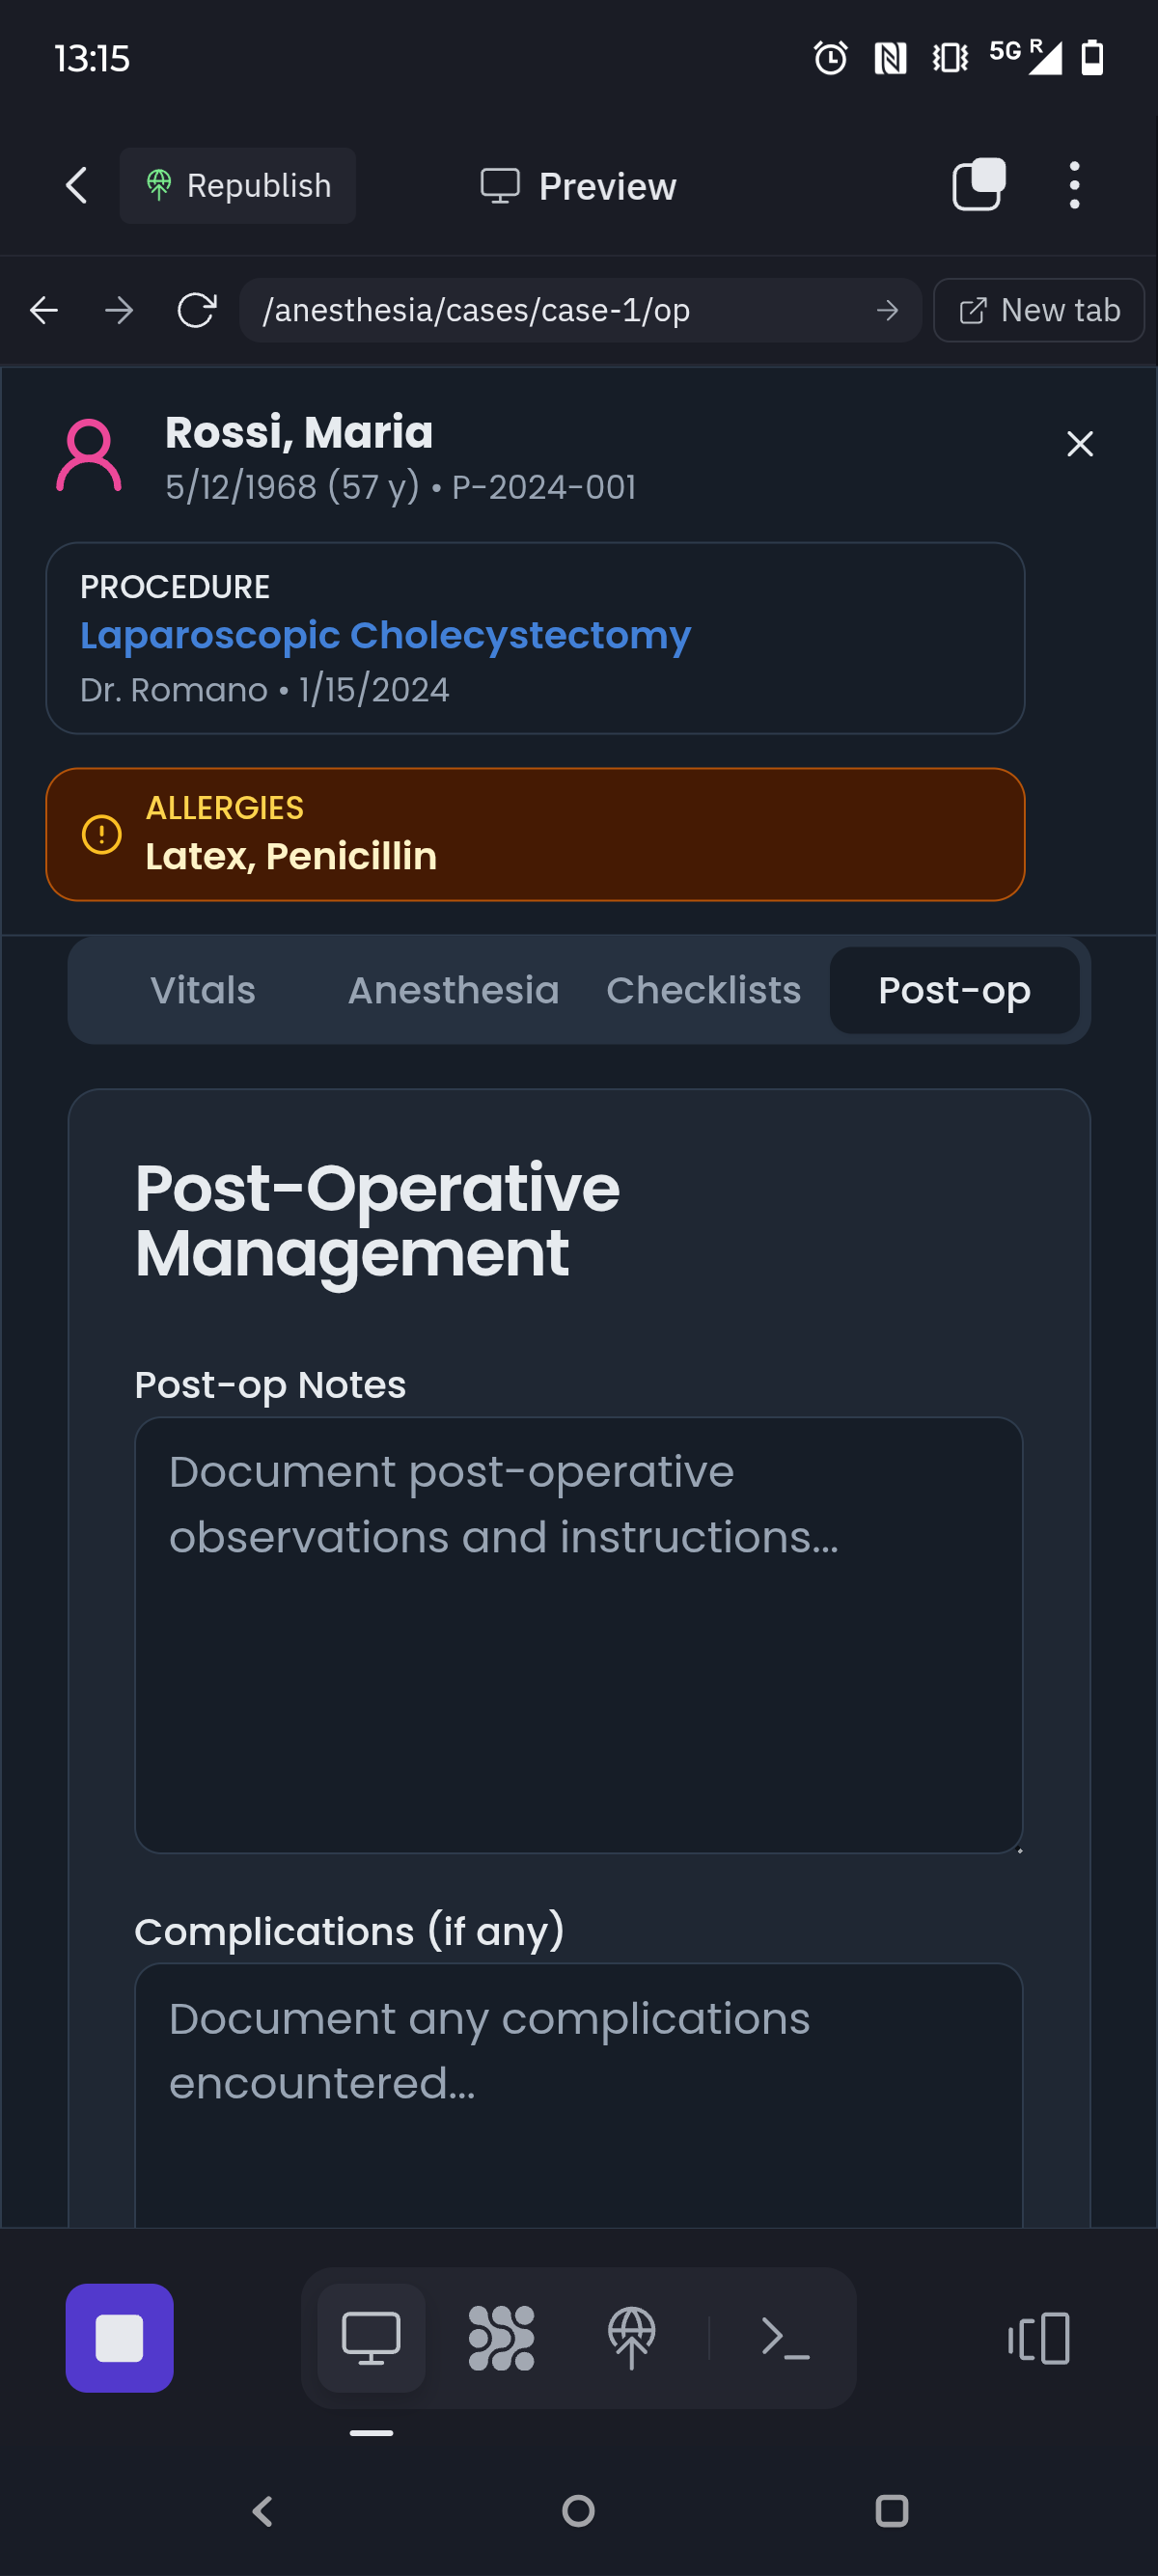 13:15
5G R
Republish
Preview
/anesthesia/cases/case-1/op
New tab
Rossi, Maria
5/12/1968 (57 y) • P-2024-001
PROCEDURE
Laparoscopic Cholecystectomy
Dr. Romano • 1/15/2024
ALLERGIES
Latex, Penicillin
Vitals Anesthesia Checklists Post-op
Post-Operative
Management
Post-op Notes
Document post-operative
observations and instructions...
Complications (if any)
Document any complications
encountered...